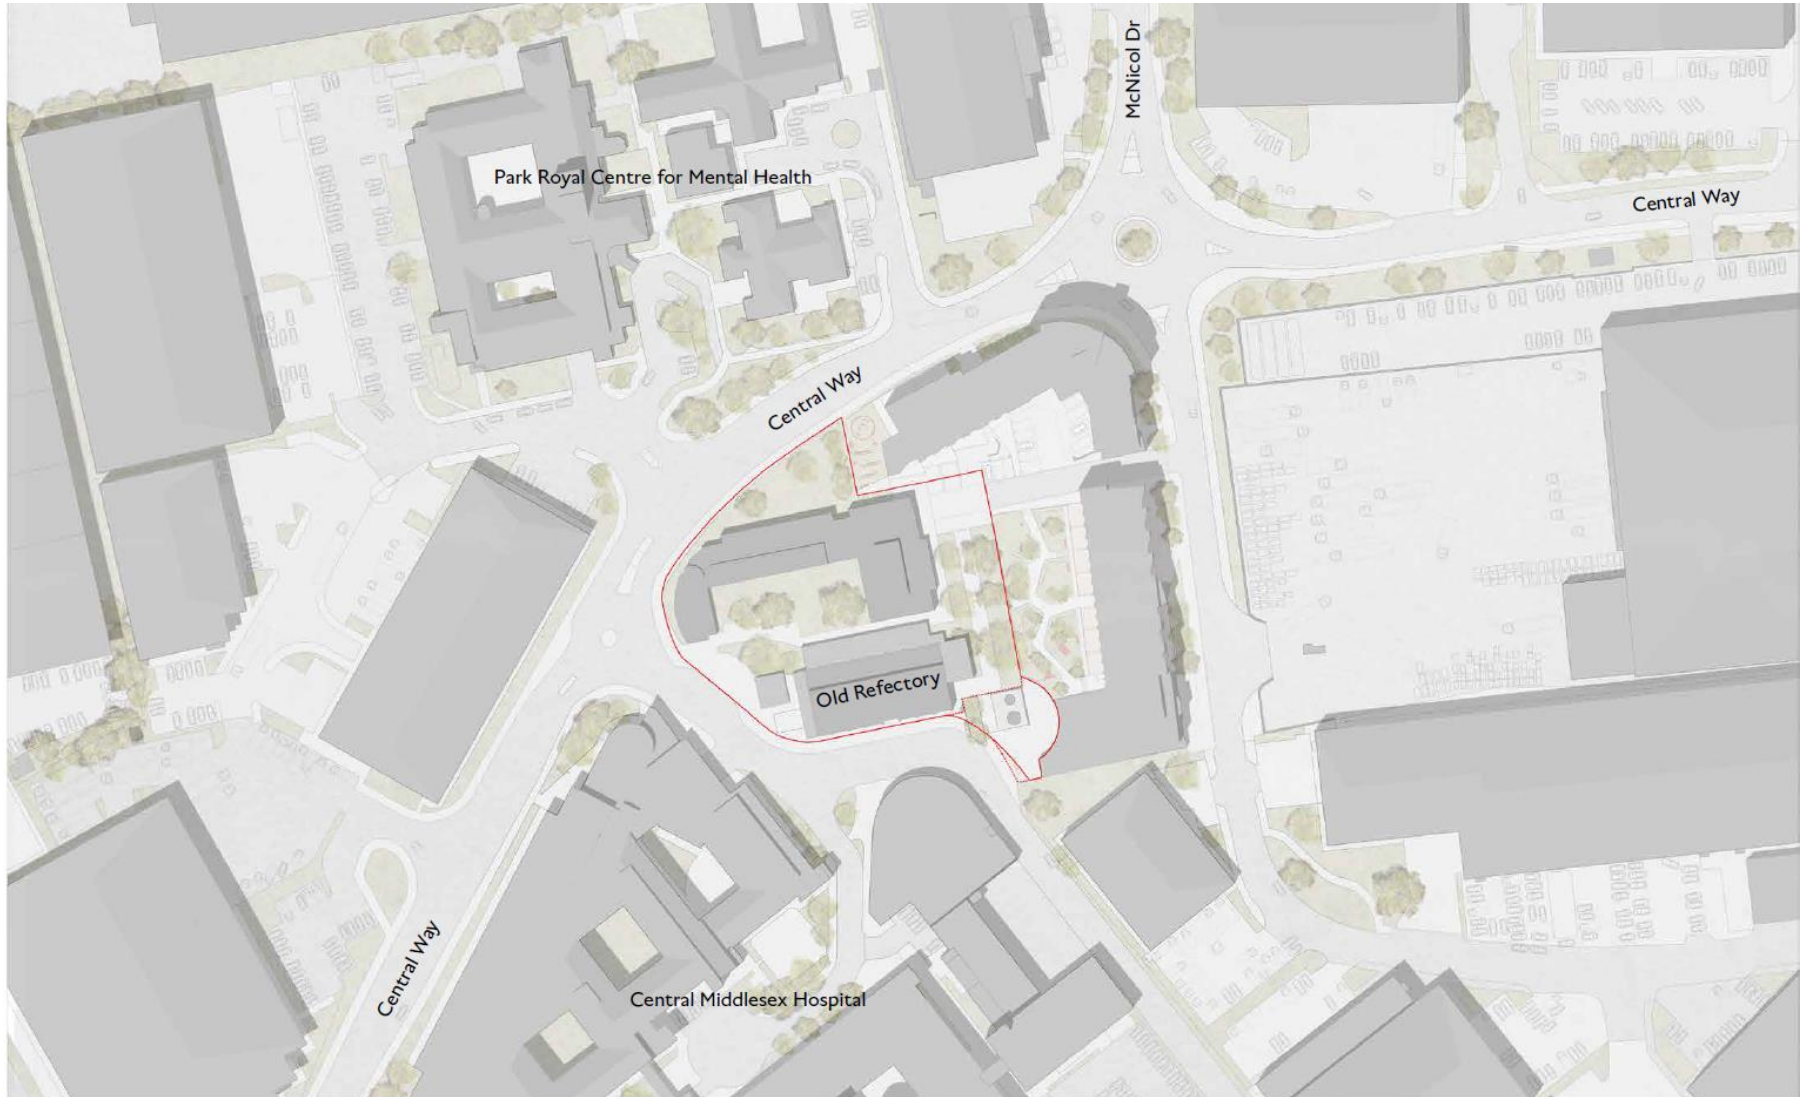 McNicol Dr
Park Royal Centre for Mental Health
Central Way
Central Way
Old Refectory
Central Way
Central Middlesex Hospital